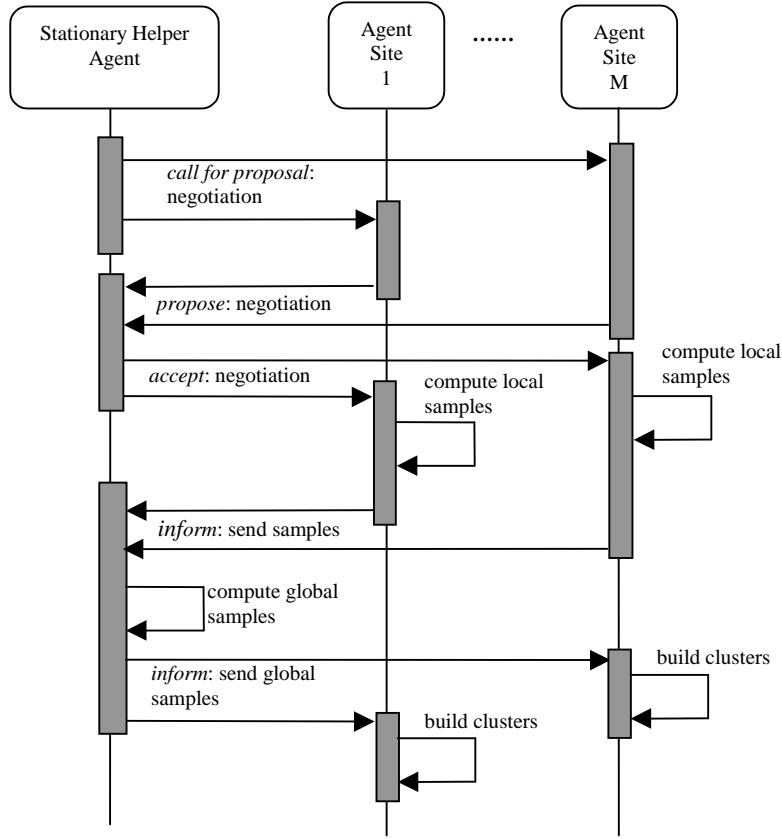 Stationary Helper
Agent
Agent
Site
1
......
Agent
Site
M
call for proposal:
negotiation
propose: negotiation
accept: negotiation
compute local
samples
compute local
samples
inform: send samples
compute global
samples
inform: send global
samples
build clusters
build clusters